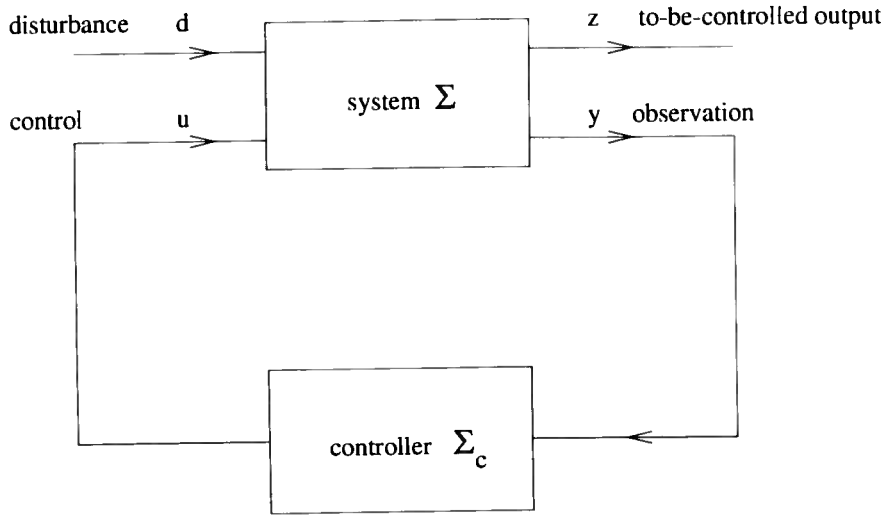 disturbance d
z to-be-controlled output
system Σ
control u
y observation
controller Σc